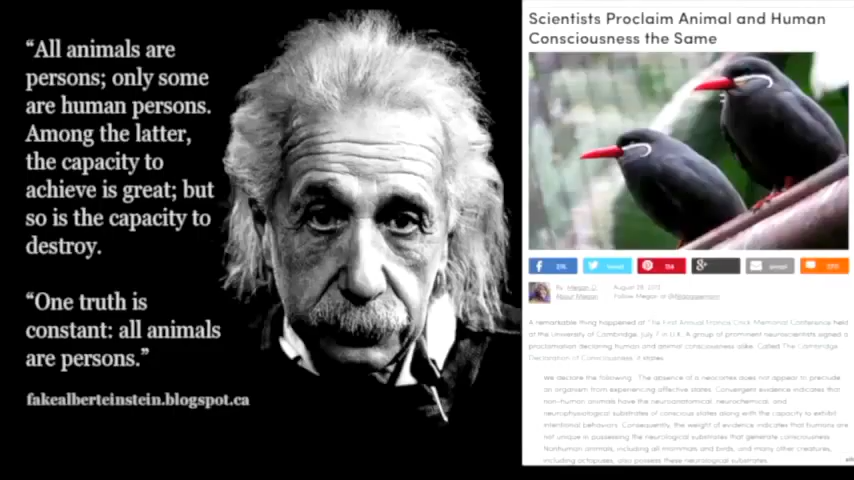 “All animals are
persons; only some
are human persons.
Among the latter,
the capacity to
achieve is great; but
so is the capacity to
destroy.
“One truth is
constant: all animals
are persons.”
fakealberteinstein.blogspot.ca
Scientists Proclaim Animal and Human
Consciousness the Same
By
About Megan
A remarkable thing happened at The First Annual Francis Crick Memorial Conference held
at the University of Cambridge, July 7 in U.K. A group of prominent neuroscientists signed a
proclamation declaring human and animal consciousness alike. Called The Cambridge
Declaration of Consciousness, it states:
We declare the following: The absence of a neocortex does not appear to preclude
an organism from experiencing affective states. Convergent evidence indicates that
non-human animals have the neuroanatomical, neurochemical, and
neurophysiological substrates of conscious states along with the capacity to exhibit
intentional behaviors. Consequently, the weight of evidence indicates that humans are
not unique in possessing the neurological substrates that generate consciousness.
Nonhuman animals, including all mammals and birds, and many other creatures,
including octopuses, also possess these neurological substrates.